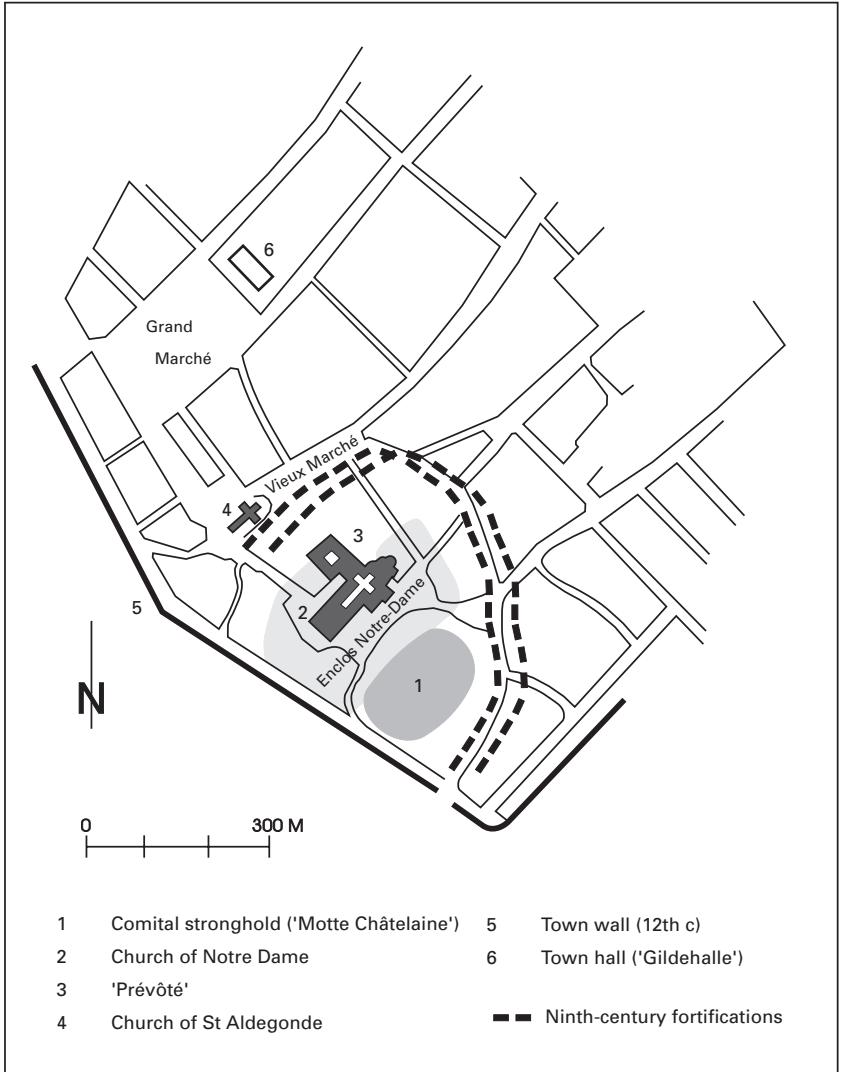 6
Grand
Marché
Vieux Marché
4
3
5
2
Enclos Notre-Dame
1
N
0 300 M
1 Comital stronghold ('Motte Châtelaine')
2 Church of Notre Dame
3 'Prévôté'
4 Church of St Aldegonde
5 Town wall (12th c)
6 Town hall ('Gildehalle')
Ninth-century fortifications